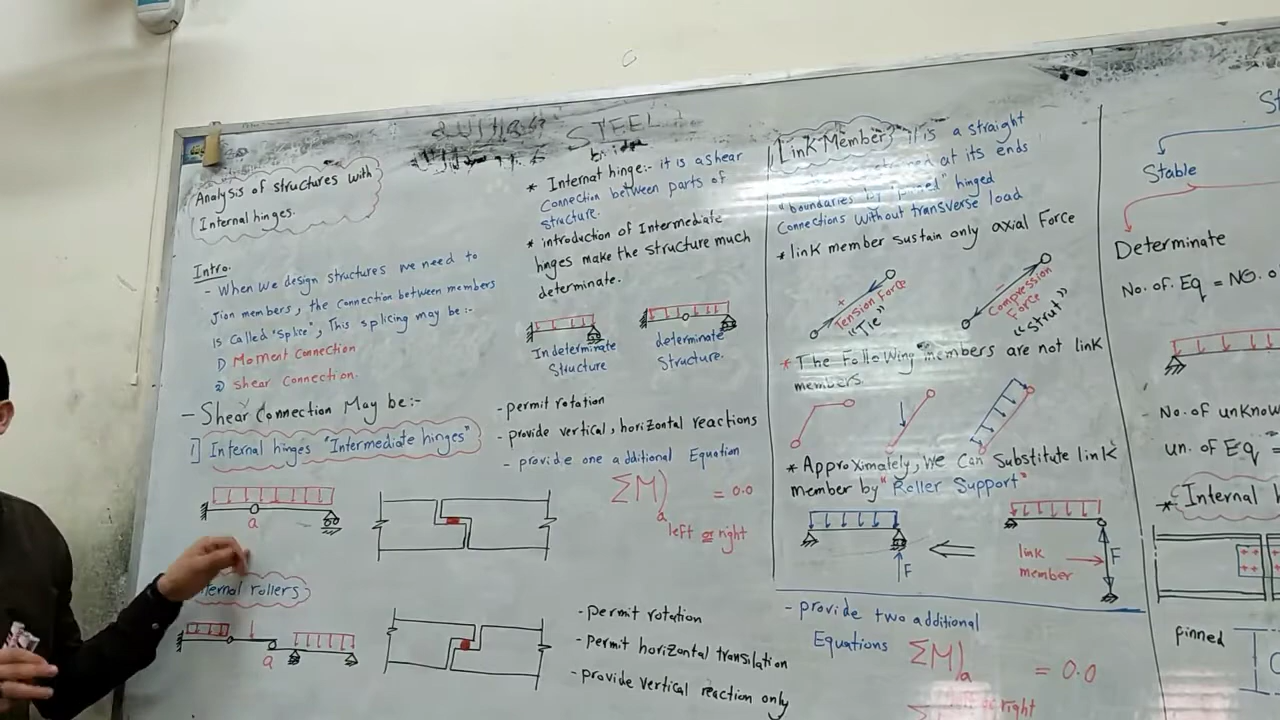 STEEL
Analysis of structures with
Internal hinges.
Intro.
- When we design structures we need to
Jion members, the connection between members
is called "splice", This splicing may be:-
1) Moment Connection
2) shear Connection.
- Shear Connection May be:-
1] Internal hinges "Intermediate hinges"
a
ternal rollers
a
* Internat hinge:- it is a shear
Connection between parts of
structure.
* introduction of Intermediate
hnges make the structure much
determinate.
Indeterminate
Structure
determinate
Structure.
- permit rotation
- provide vertical, horizontal reactions
- provide one a dditional Equation
ΣM)a = 0.0
left or right
- permit rotation
- permit horizontal translation
- provide vertical reaction only
Link Member: it is a straight
at its ends
"boundaries by "pinned" hinged
Connections without transverse load
* link member sustain only axial Force
+
Tension Force
"Tie"
-
Compression
Force
"strut"
* The Following members are not link
members.
* Approximately, We Can Substitute link
member by "Roller Support"
F
link
member
F
- provide two additional
Equations
ΣM)a = 0.0
or right
Stable
Determinate
No. of. Eq = NO. o
No. of unknow
un. of Eq =
* Internal h
pinned